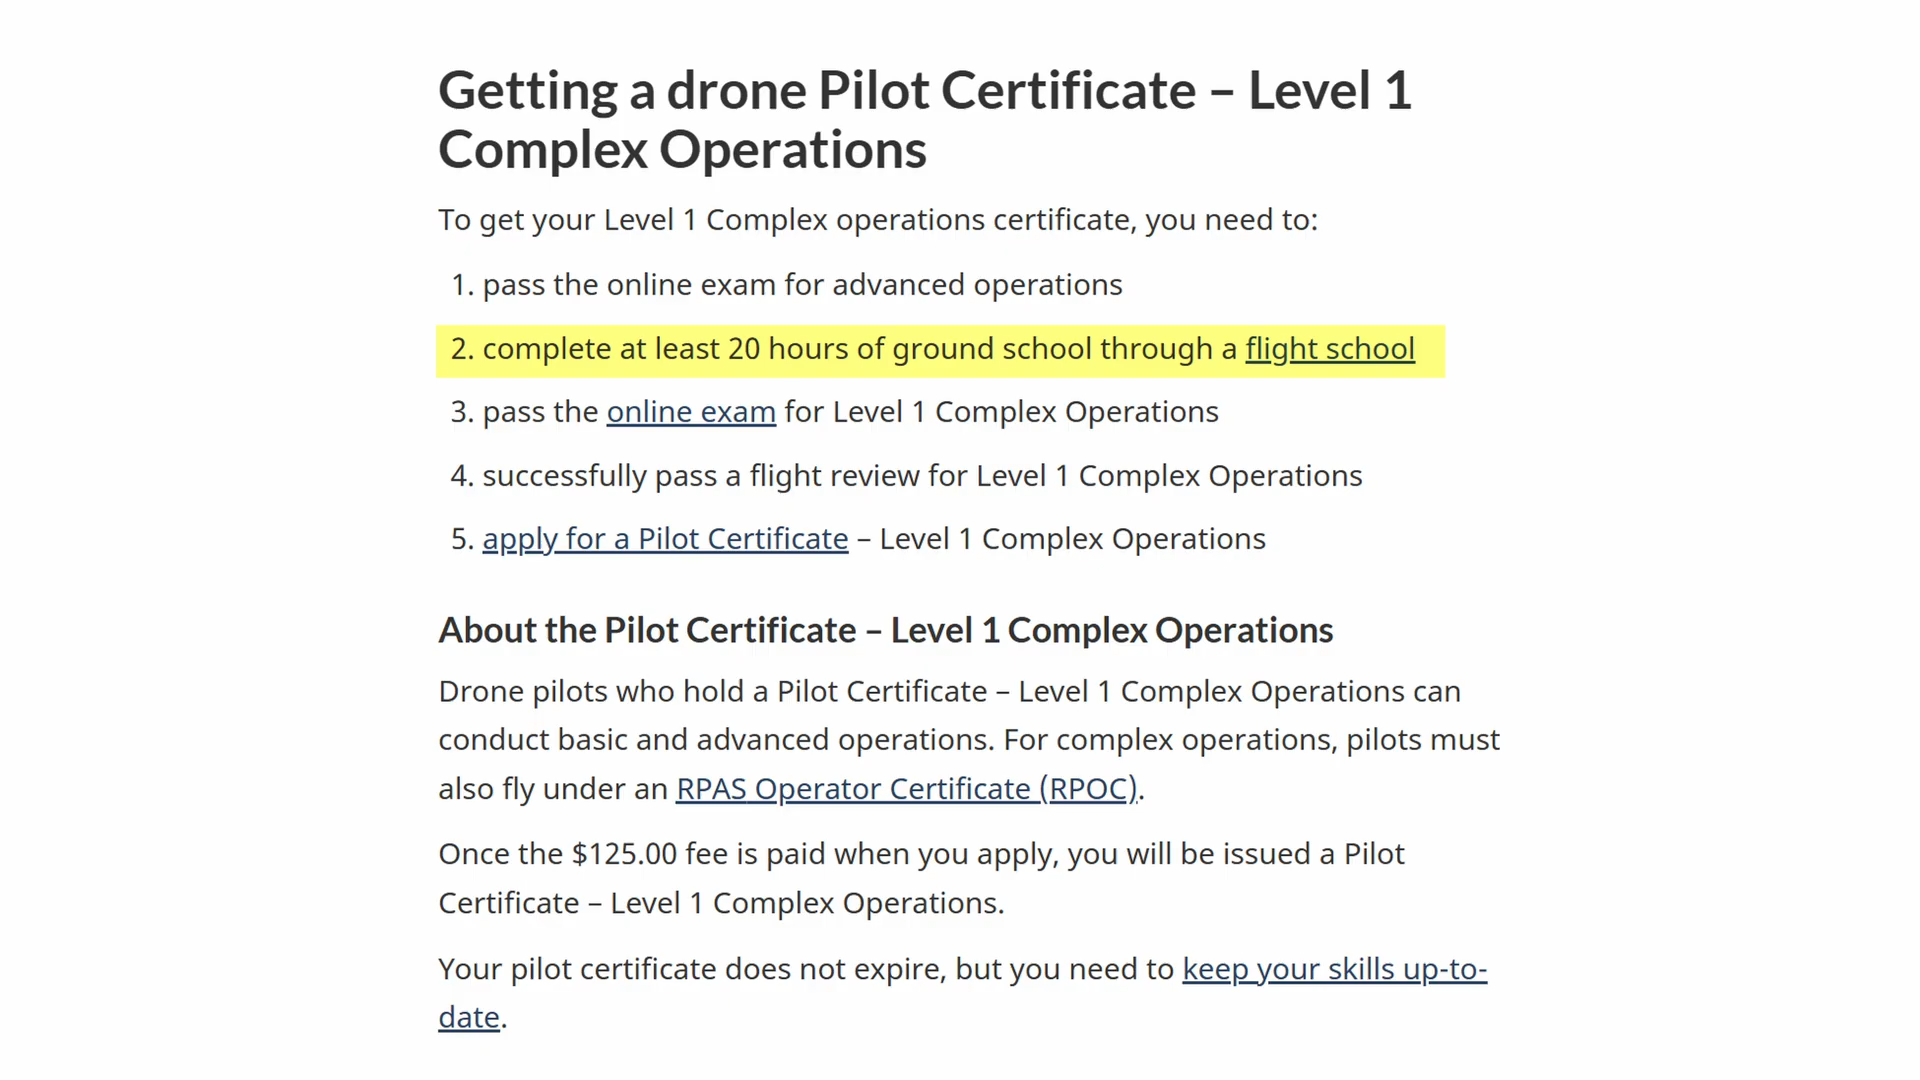 Getting a drone Pilot Certificate – Level 1
Complex Operations
To get your Level 1 Complex operations certificate, you need to:
1. pass the online exam for advanced operations
2. complete at least 20 hours of ground school through a flight school
3. pass the online exam for Level 1 Complex Operations
4. successfully pass a flight review for Level 1 Complex Operations
5. apply for a Pilot Certificate – Level 1 Complex Operations
About the Pilot Certificate – Level 1 Complex Operations
Drone pilots who hold a Pilot Certificate – Level 1 Complex Operations can
conduct basic and advanced operations. For complex operations, pilots must
also fly under an RPAS Operator Certificate (RPOC).
Once the $125.00 fee is paid when you apply, you will be issued a Pilot
Certificate – Level 1 Complex Operations.
Your pilot certificate does not expire, but you need to keep your skills up-to-
date.